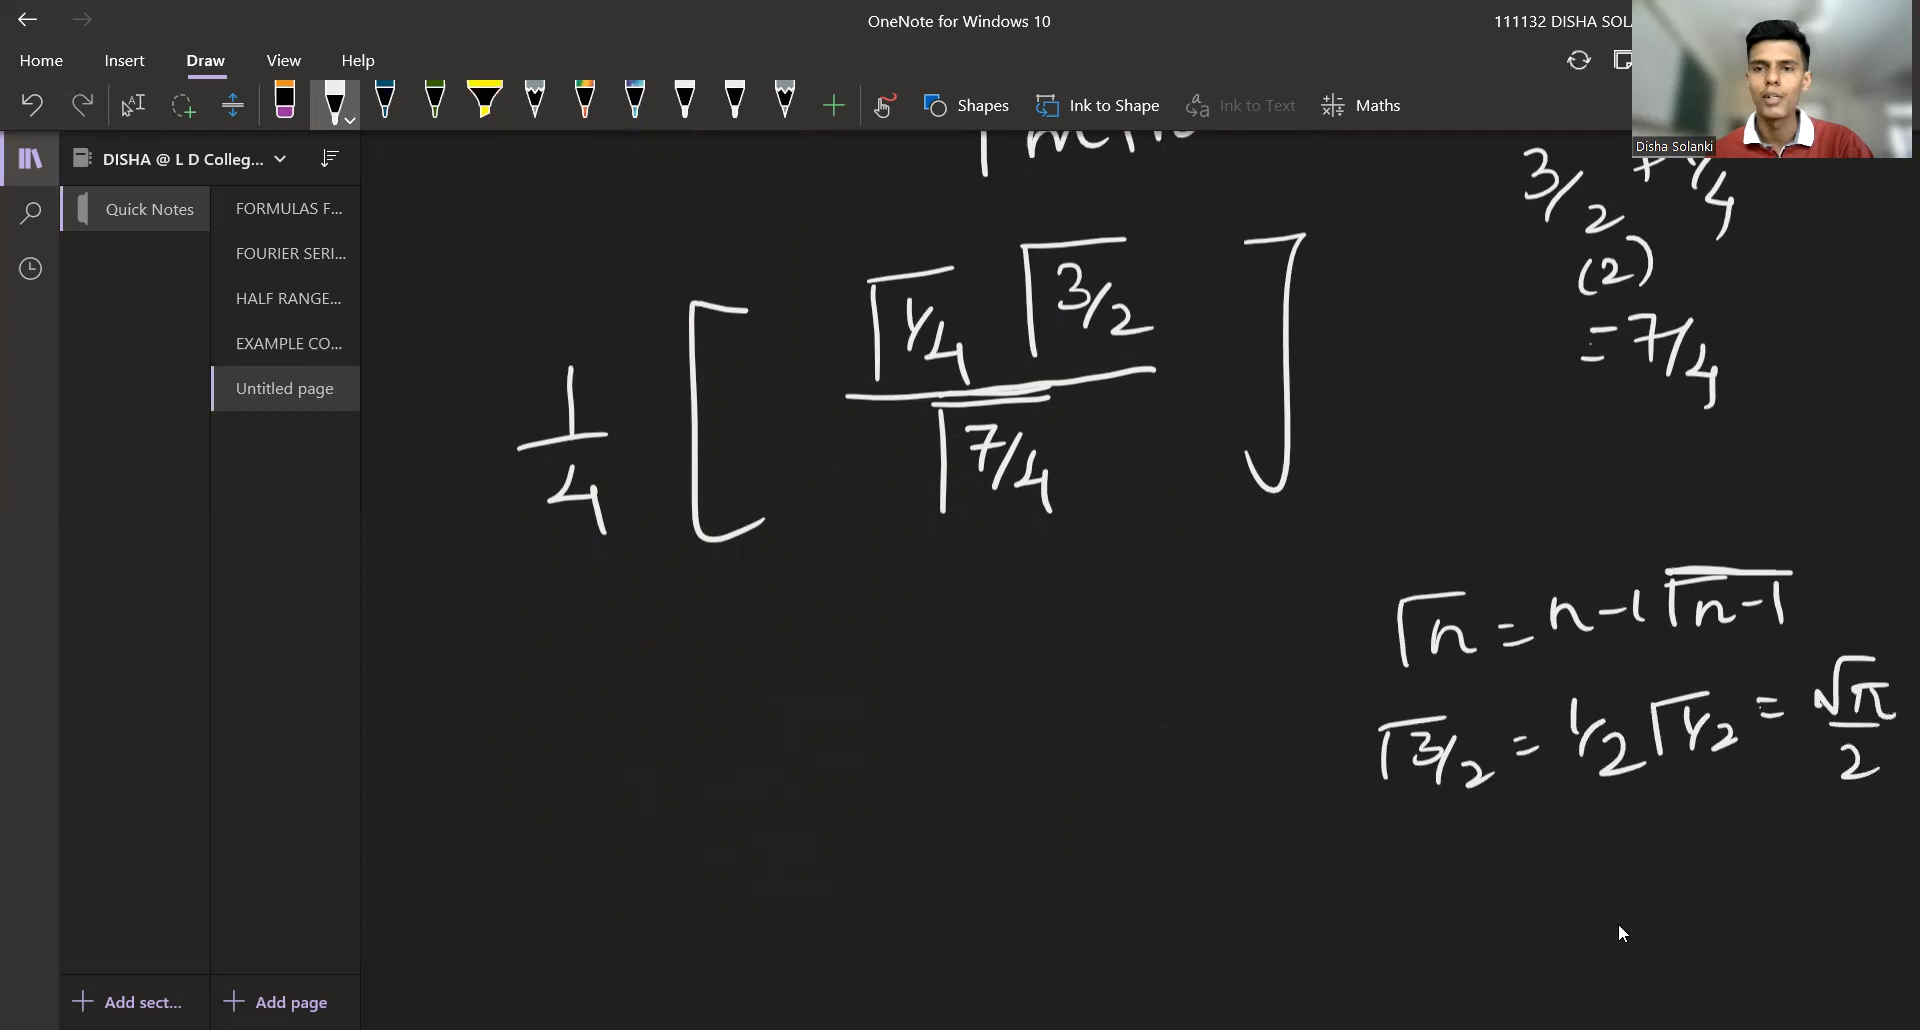 OneNote for Windows 10
111132 DISHA SOLA
Home Insert Draw View Help
Shapes Ink to Shape Ink to Text Maths
Disha Solanki
DISHA @ L D Colleg...
Quick Notes
FORMULAS F...
FOURIER SERI...
HALF RANGE...
EXAMPLE CO...
Untitled page
3/2 + 1/4
(2)
= 7/4
1/4 [ Γ1/4 Γ3/2 / Γ7/4 ]
Γn = n-1 Γn-1
Γ3/2 = 1/2 Γ1/2 = √π/2
+ Add sect...
+ Add page